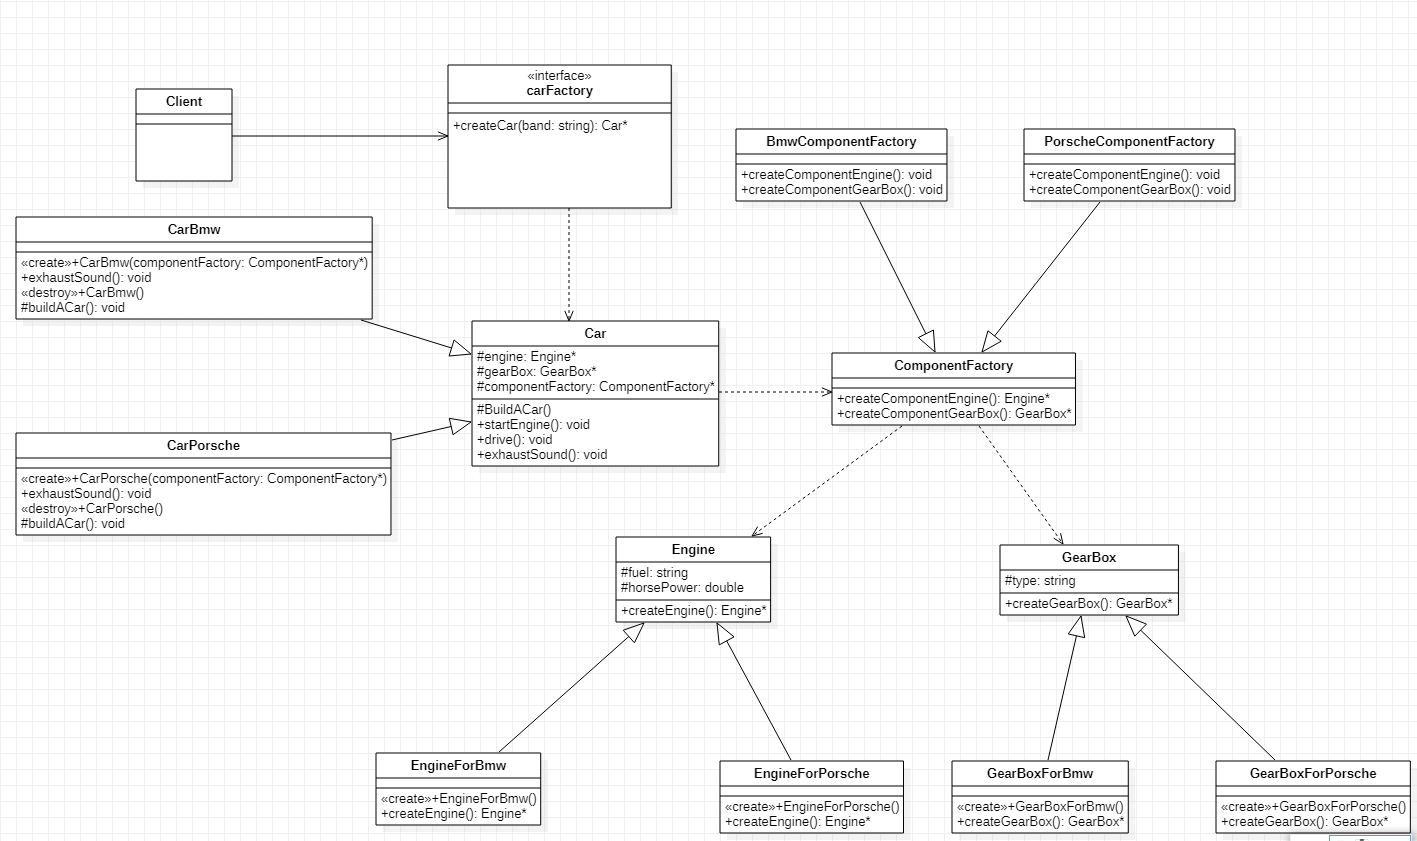 «interface»
carFactory
+createCar(band: string): Car*
Client
BmwComponentFactory
+createComponentEngine(): void
+createComponentGearBox(): void
PorscheComponentFactory
+createComponentEngine(): void
+createComponentGearBox(): void
CarBmw
«create»+CarBmw(componentFactory: ComponentFactory*)
+exhaustSound(): void
«destroy»+CarBmw()
#buildACar(): void
Car
#engine: Engine*
#gearBox: GearBox*
#componentFactory: ComponentFactory*
#BuildACar()
+startEngine(): void
+drive(): void
+exhaustSound(): void
ComponentFactory
+createComponentEngine(): Engine*
+createComponentGearBox(): GearBox*
CarPorsche
«create»+CarPorsche(componentFactory: ComponentFactory*)
+exhaustSound(): void
«destroy»+CarPorsche()
#buildACar(): void
Engine
#fuel: string
#horsePower: double
+createEngine(): Engine*
GearBox
#type: string
+createGearBox(): GearBox*
EngineForBmw
«create»+EngineForBmw()
+createEngine(): Engine*
EngineForPorsche
«create»+EngineForPorsche()
+createEngine(): Engine*
GearBoxForBmw
«create»+GearBoxForBmw()
+createGearBox(): GearBox*
GearBoxForPorsche
«create»+GearBoxForPorsche()
+createGearBox(): GearBox*